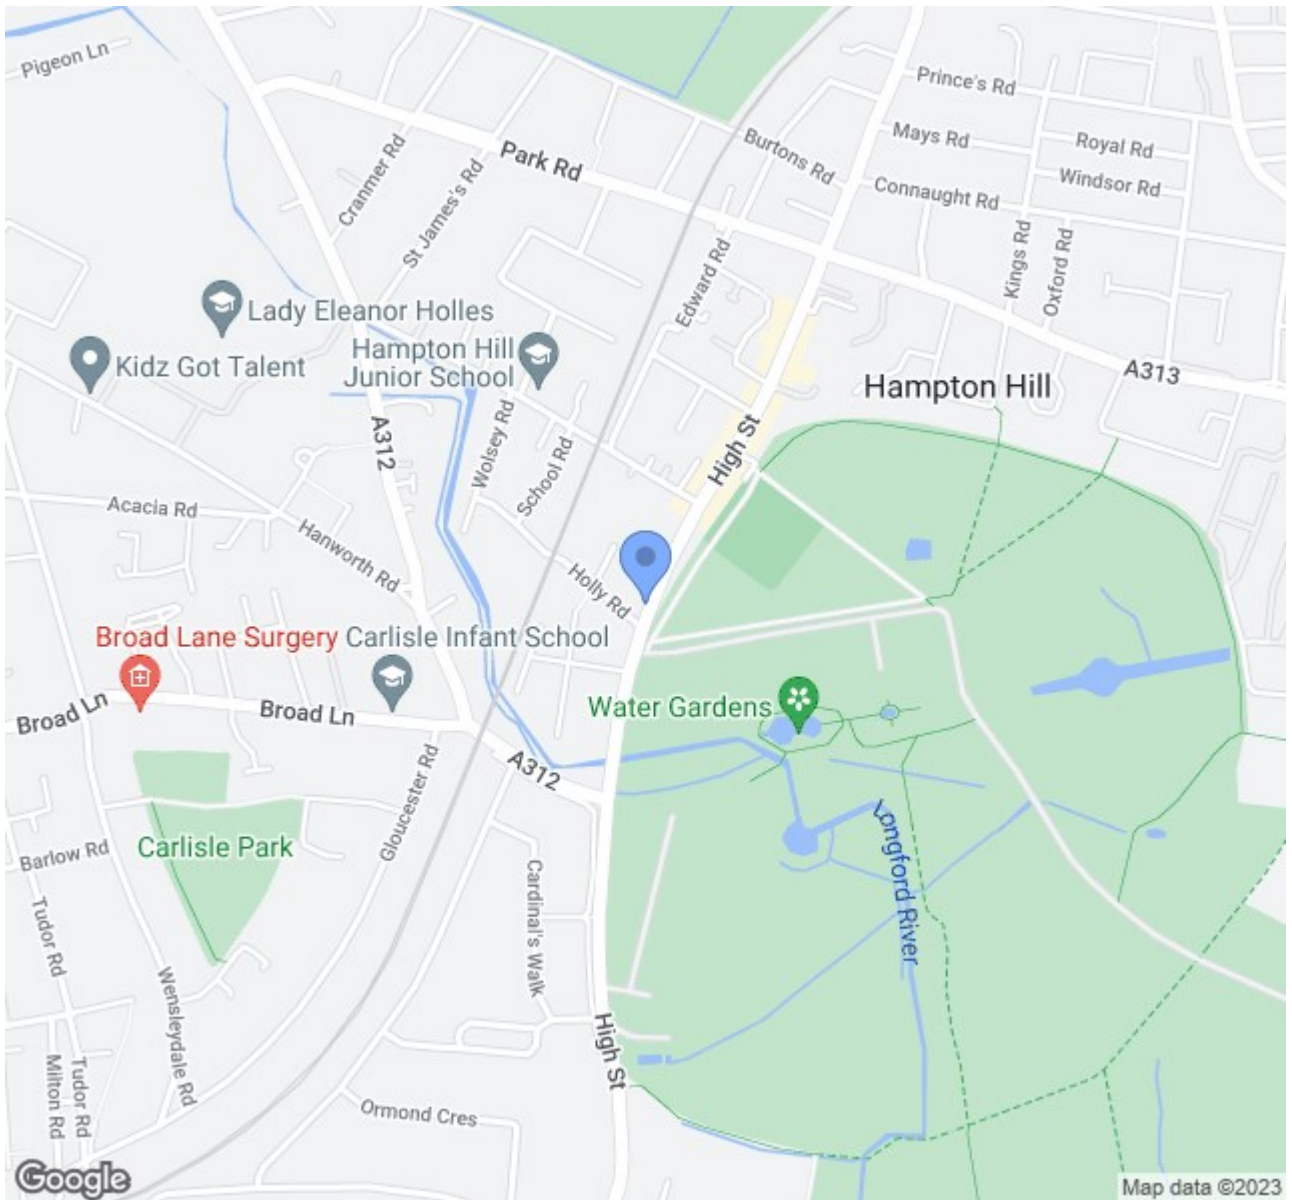 Pigeon Ln
Prince's Rd
Burtons Rd
Mays Rd
Royal Rd
Park Rd
Windsor Rd
Cranmer Rd
Connaught Rd
St James's Rd
Kings Rd
Oxford Rd
Edward Rd
Lady Eleanor Holles
Hampton Hill
Junior School
Kidz Got Talent
A313
Hampton Hill
A312
Wolsey Rd
School Rd
High St
Acacia Rd
Hanworth Rd
Holly Rd
Broad Lane Surgery
Carlisle Infant School
Broad Ln
Broad Ln
Water Gardens
A312
Gloucester Rd
Carlisle Park
Barlow Rd
Longford River
Cardinal's Walk
Tudor Rd
Wensleydale Rd
High St
Tudor Rd
Milton Rd
Ormond Cres
Google
Map data ©2023